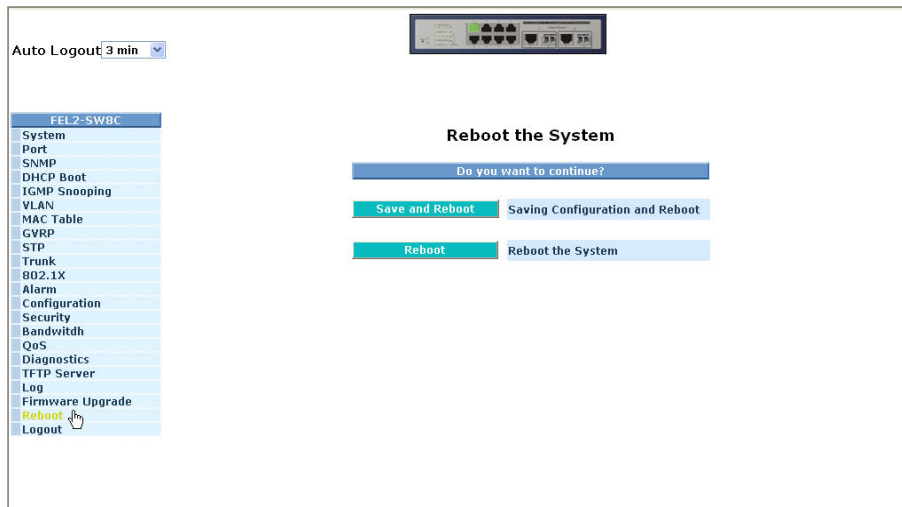 Auto Logout 3 min
FEL2-SW8C
System
Port
SNMP
DHCP Boot
IGMP Snooping
VLAN
MAC Table
GVRP
STP
Trunk
802.1X
Alarm
Configuration
Security
Bandwitdh
QoS
Diagnostics
TFTP Server
Log
Firmware Upgrade
Reboot
Logout
Reboot the System
Do you want to continue?
Save and Reboot Saving Configuration and Reboot
Reboot Reboot the System